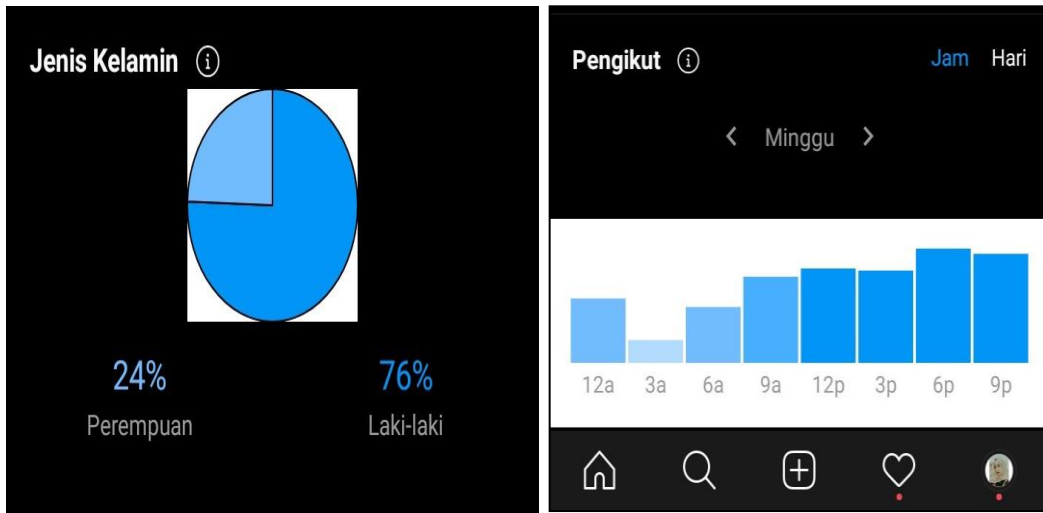 Jenis Kelamin
24% 76%
Perempuan Laki-laki
Pengikut Jam Hari
< Minggu >
12a 3a 6a 9a 12p 3p 6p 9p